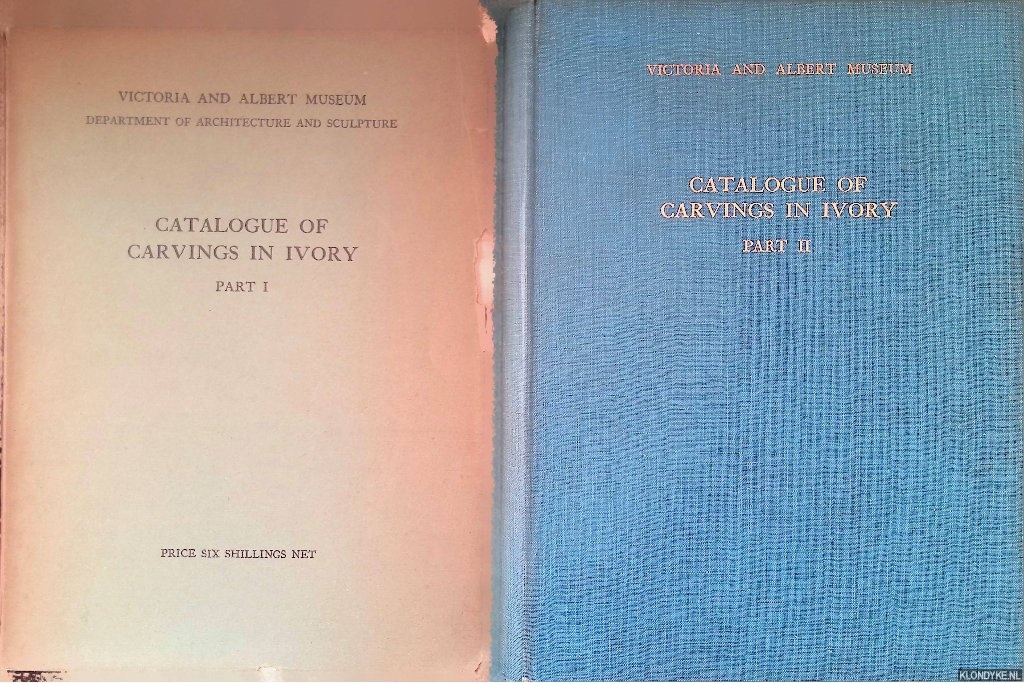 VICTORIA AND ALBERT MUSEUM
DEPARTMENT OF ARCHITECTURE AND SCULPTURE
CATALOGUE OF
CARVINGS IN IVORY
PART I
PRICE SIX SHILLINGS NET
VICTORIA AND ALBERT MUSEUM
CATALOGUE OF
CARVINGS IN IVORY
PART II
KLONDYKE.NL